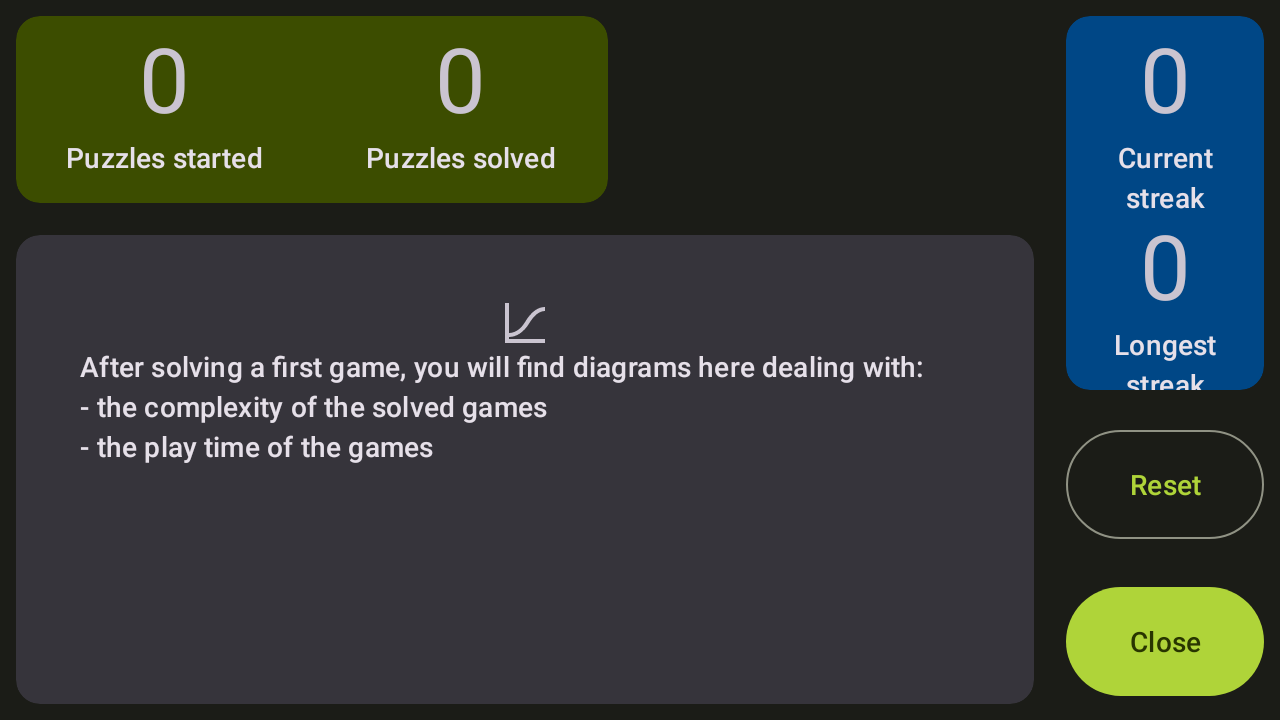 0
Puzzles started
0
Puzzles solved
0
Current
streak
0
Longest
streak
After solving a first game, you will find diagrams here dealing with:
- the complexity of the solved games
- the play time of the games
Reset
Close